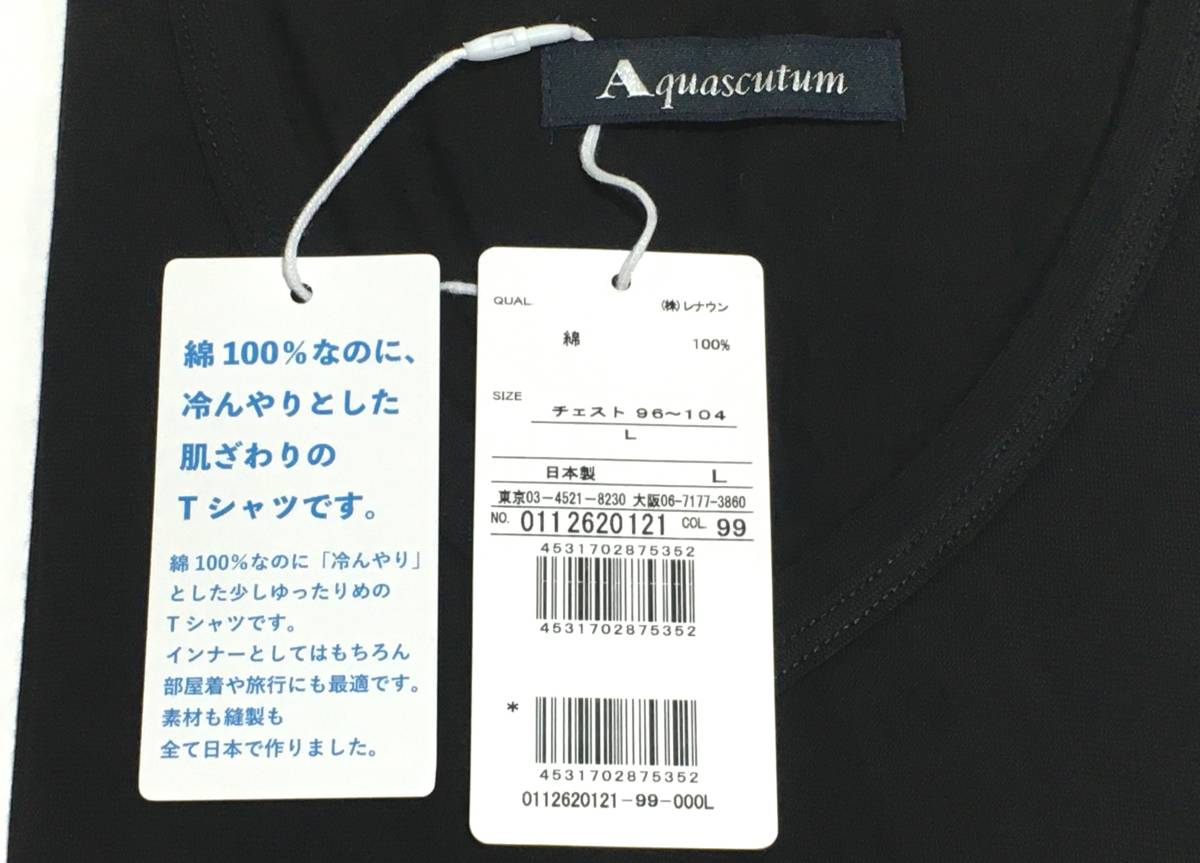 Aquascutum
綿100%なのに、
冷んやりとした
肌ざわりの
Tシャツです。
綿100%なのに「冷んやり」
とした少しゆったりめの
Tシャツです。
インナーとしてはもちろん
部屋着や旅行にも最適です。
素材も縫製も
全て日本で作りました。
QUAL. (株)レナウン
綿 100%
SIZE
チェスト 96〜104
L
日本製 L
東京03-4521-8230 大阪06-7177-3860
NO. 0112620121 COL. 99
4531702875352
4531702875352
*
4531702875352
0112620121-99-000L